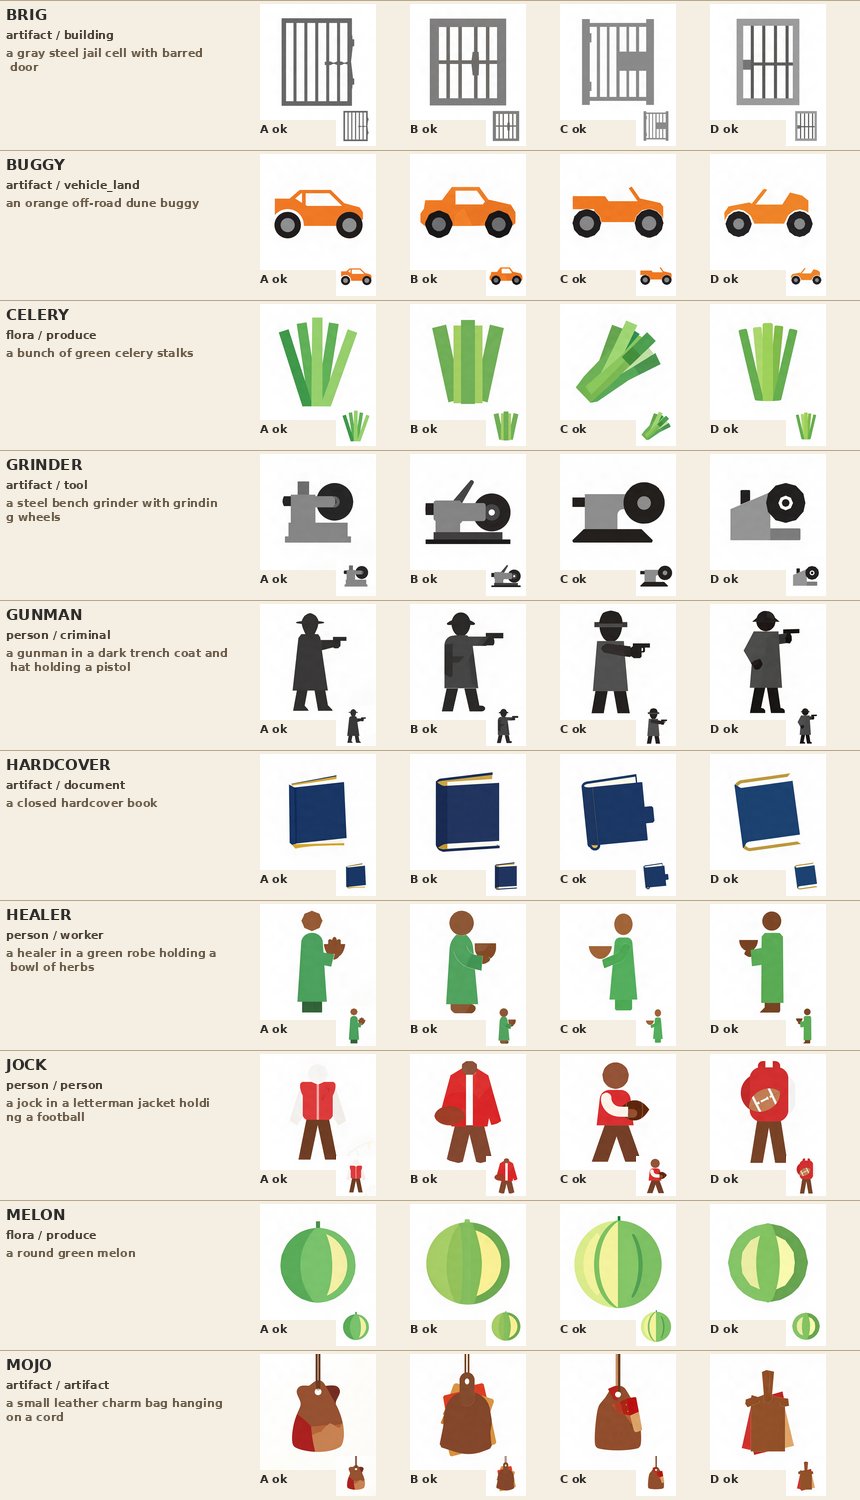 BRIG
artifact / building
a gray steel jail cell with barred
door
A ok
B ok
C ok
D ok
BUGGY
artifact / vehicle_land
an orange off-road dune buggy
A ok
B ok
C ok
D ok
CELERY
flora / produce
a bunch of green celery stalks
A ok
B ok
C ok
D ok
GRINDER
artifact / tool
a steel bench grinder with grindin
g wheels
A ok
B ok
C ok
D ok
GUNMAN
person / criminal
a gunman in a dark trench coat and
hat holding a pistol
A ok
B ok
C ok
D ok
HARDCOVER
artifact / document
a closed hardcover book
A ok
B ok
C ok
D ok
HEALER
person / worker
a healer in a green robe holding a
bowl of herbs
A ok
B ok
C ok
D ok
JOCK
person / person
a jock in a letterman jacket holdi
ng a football
A ok
B ok
C ok
D ok
MELON
flora / produce
a round green melon
A ok
B ok
C ok
D ok
MOJO
artifact / artifact
a small leather charm bag hanging
on a cord
A ok
B ok
C ok
D ok